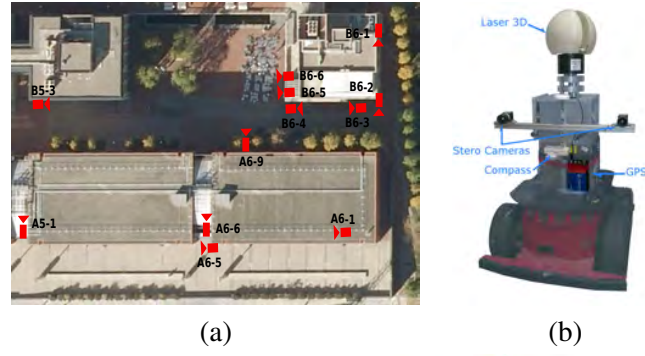 B6-1
B6-6
B5-3
B6-5
B6-2
B6-4
B6-3
A6-9
A5-1
A6-6
A6-1
A6-5
(a)
Laser 3D
Stero Cameras
Compass
GPS
(b)